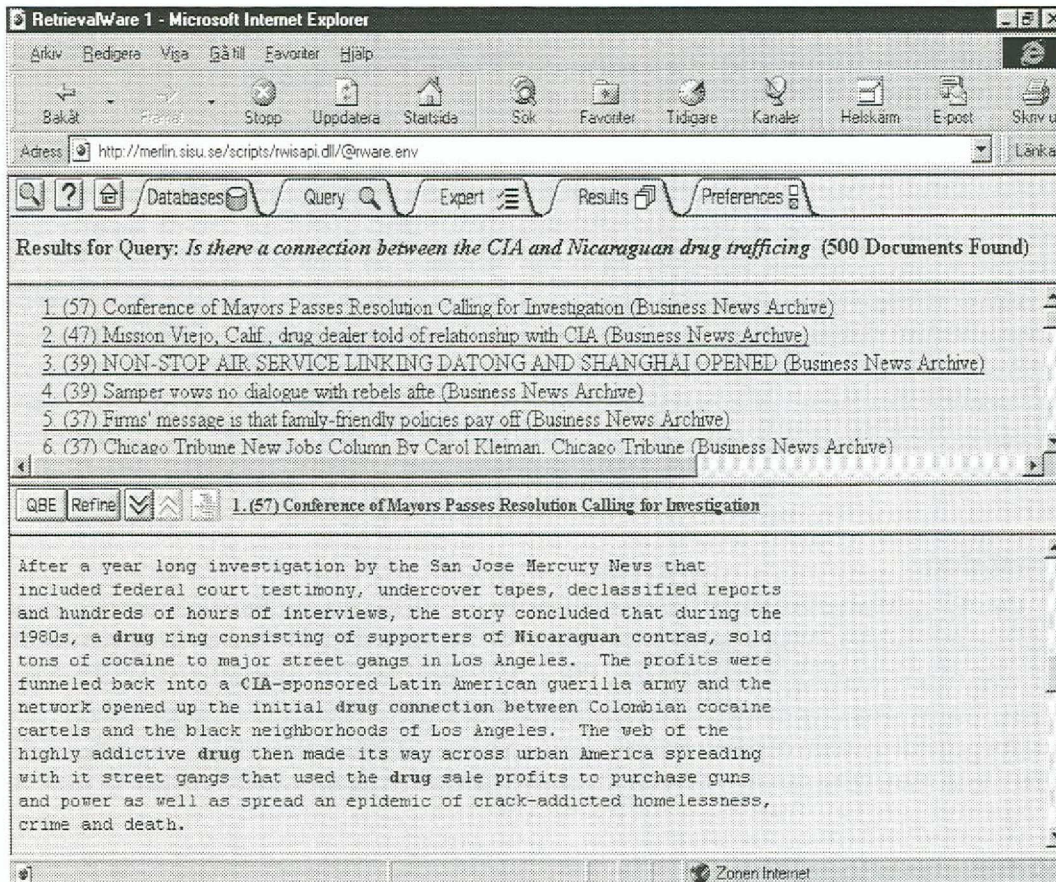 RetrievalWare 1 - Microsoft Internet Explorer
Arkiv Redigera Visa Gå till Favoriter Hjälp
Bakåt Framåt Stopp Uppdatera Startsida Sök Favoriter Tidigare Kanaler Helskärm E-post Skriv u
Adress http://merlin.sisu.se/scripts/rwisapi.dll/@rware.env Länka
? Databases Query Expert Results Preferences
Results for Query: Is there a connection between the CIA and Nicaraguan drug trafficing (500 Documents Found)
1. (57) Conference of Mayors Passes Resolution Calling for Investigation (Business News Archive)
2. (47) Mission Viejo, Calif., drug dealer told of relationship with CIA (Business News Archive)
3. (39) NON-STOP AIR SERVICE LINKING DATONG AND SHANGHAI OPENED (Business News Archive)
4. (39) Samper vows no dialogue with rebels afte (Business News Archive)
5. (37) Firms' message is that family-friendly policies pay off (Business News Archive)
6. (37) Chicago Tribune New Jobs Column By Carol Kleiman, Chicago Tribune (Business News Archive)
QBE Refine 1. (57) Conference of Mayors Passes Resolution Calling for Investigation
After a year long investigation by the San Jose Mercury News that
included federal court testimony, undercover tapes, declassified reports
and hundreds of hours of interviews, the story concluded that during the
1980s, a drug ring consisting of supporters of Nicaraguan contras, sold
tons of cocaine to major street gangs in Los Angeles. The profits were
funneled back into a CIA-sponsored Latin American guerilla army and the
network opened up the initial drug connection between Colombian cocaine
cartels and the black neighborhoods of Los Angeles. The web of the
highly addictive drug then made its way across urban America spreading
with it street gangs that used the drug sale profits to purchase guns
and power as well as spread an epidemic of crack-addicted homelessness,
crime and death.
Zonen Internet